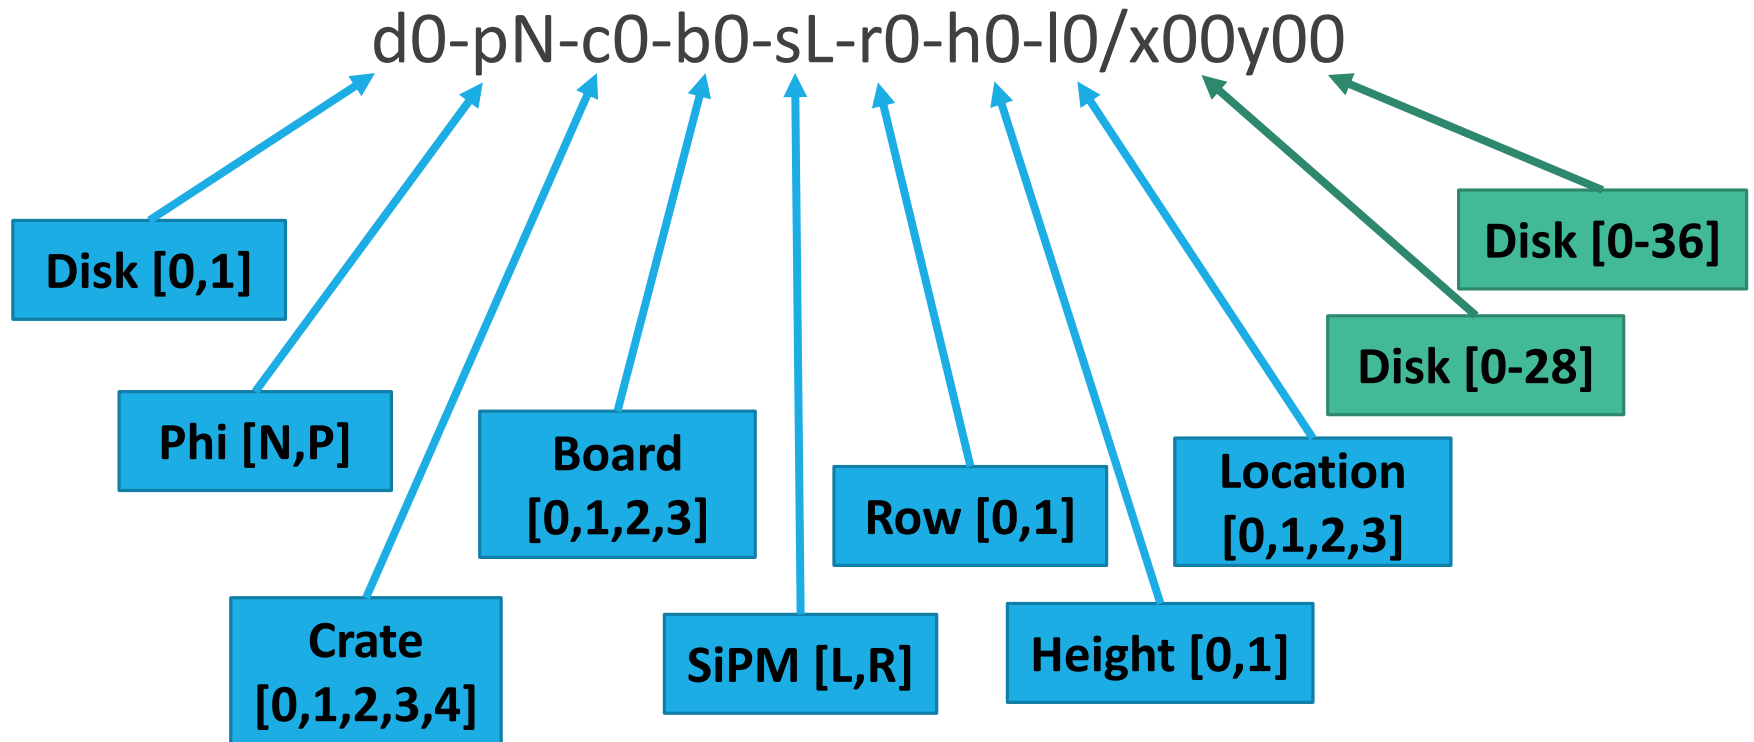 d0-pN-c0-b0-sL-r0-h0-l0/x00y00
Disk [0,1]
Phi [N,P]
Crate
[0,1,2,3,4]
Board
[0,1,2,3]
SiPM [L,R]
Row [0,1]
Height [0,1]
Location
[0,1,2,3]
Disk [0-28]
Disk [0-36]